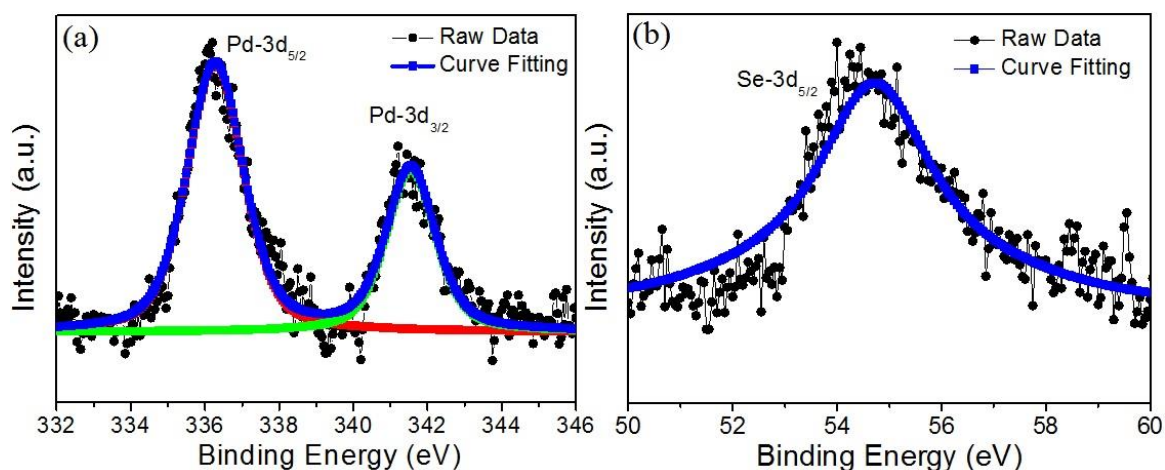 (a)
Pd-3d5/2
Raw Data
Curve Fitting
Pd-3d3/2
Intensity (a.u.)
332 334 336 338 340 342 344 346
Binding Energy (eV)
(b)
Raw Data
Curve Fitting
Se-3d5/2
Intensity (a.u.)
50 52 54 56 58 60
Binding Energy (eV)